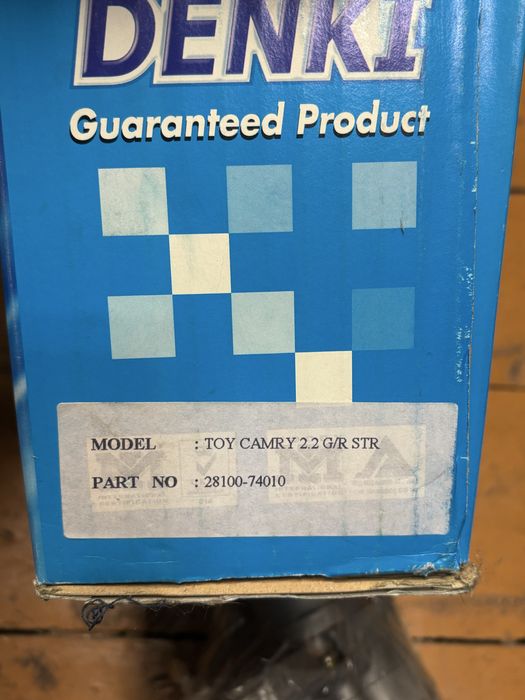 DENKI
Guaranteed Product
MODEL : TOY CAMRY 2.2 G/R STR
PART NO : 28100-74010